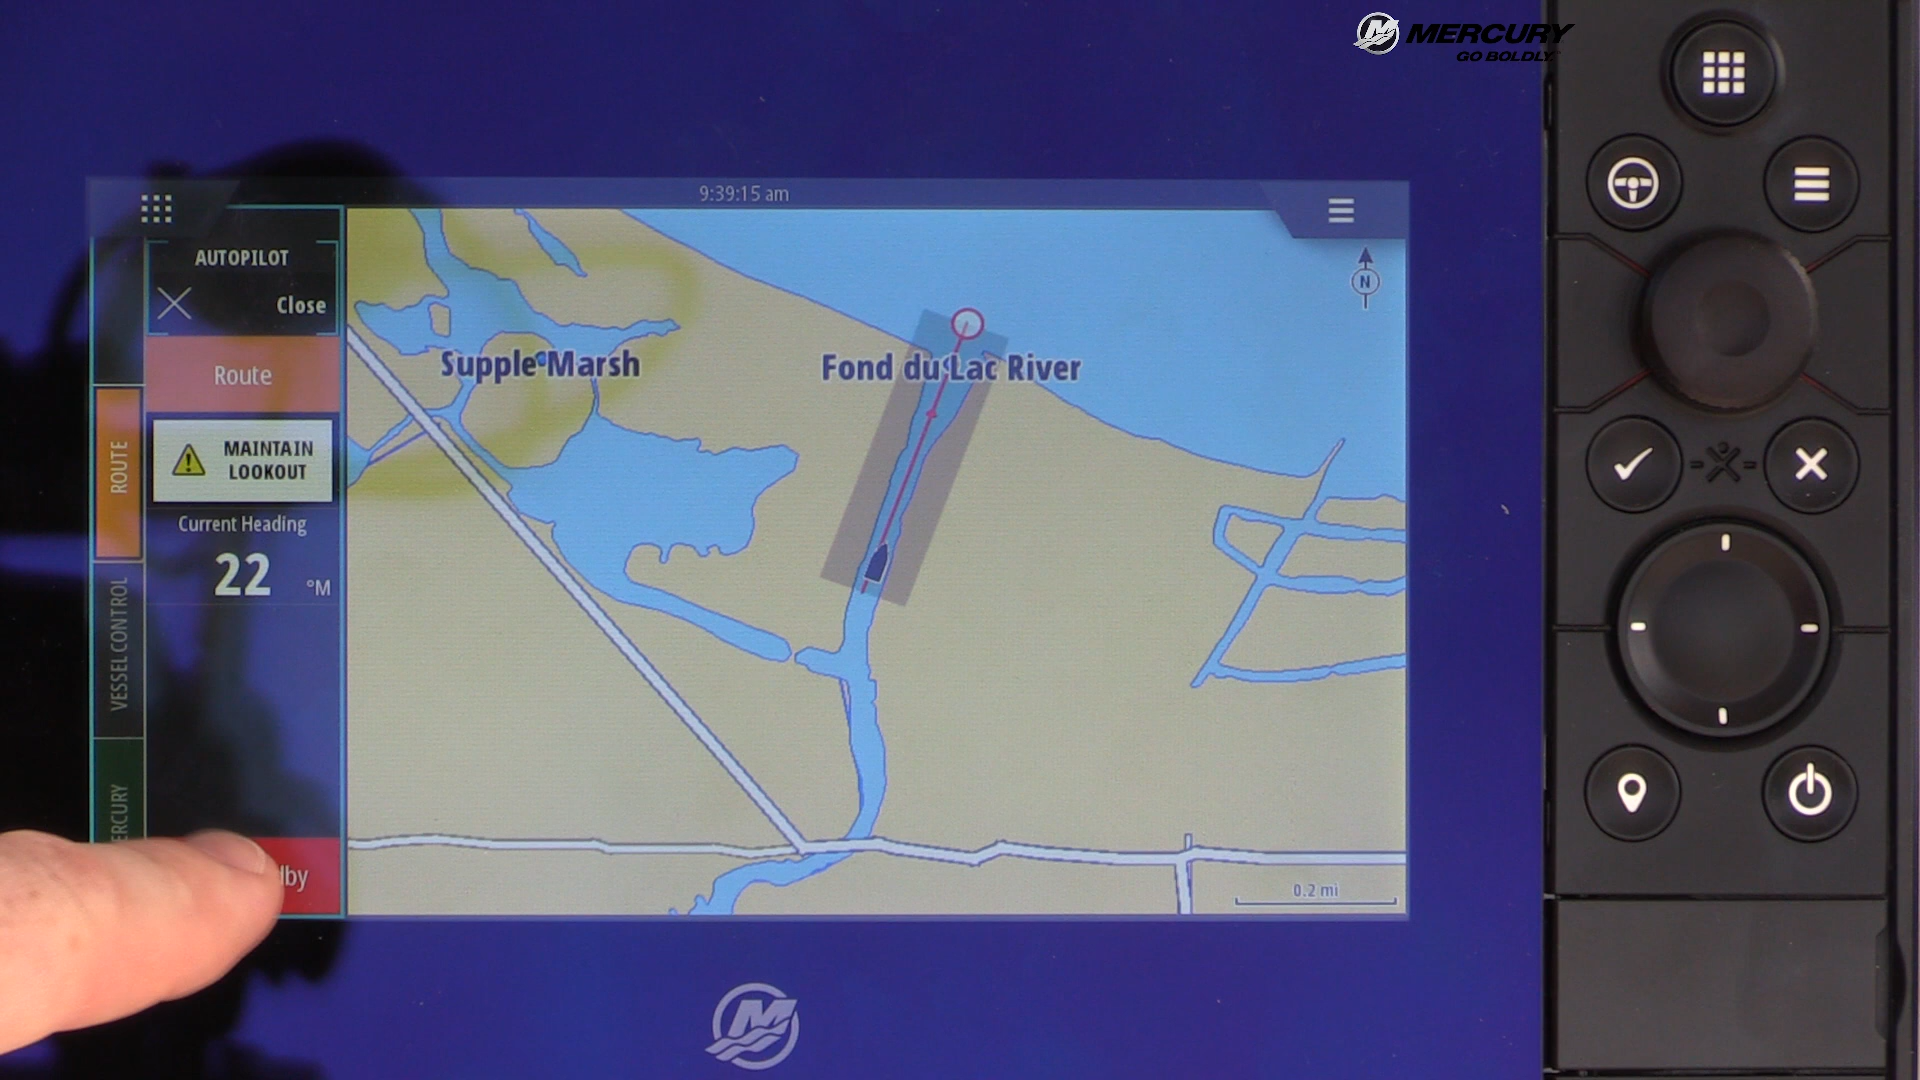 MERCURY
GO BOLDLY
9:39:15 am
AUTOPILOT
Close
Route
MAINTAIN
LOOKOUT
Current Heading
22 °M
ROUTE
VESSEL CONTROL
ERCURY
dby
Supple Marsh
Fond du Lac River
N
0.2 mi